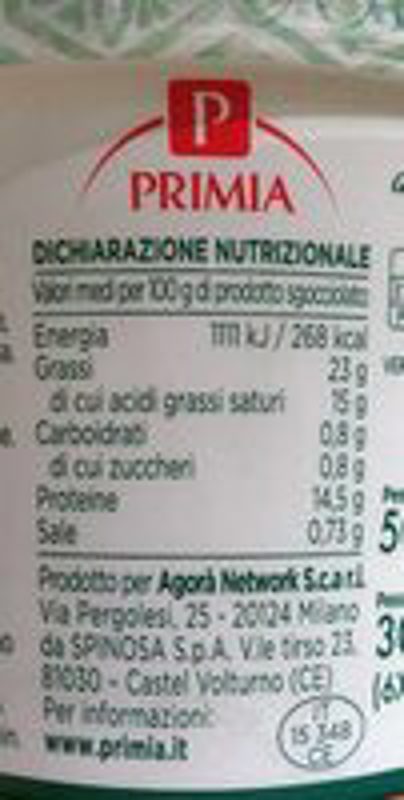 P
PRIMIA
DICHIARAZIONE NUTRIZIONALE
Valori medi per 100 g di prodotto sgocciolato
Energia 1111 kJ / 268 kcal
Grassi 23 g
di cui acidi grassi saturi 15 g
Carboidrati 0,8 g
di cui zuccheri 0,8 g
Proteine 14,5 g
Sale 0,73 g
Prodotto per Agorà Network S.c.a r.l.
Via Pergolesi, 25 - 20124 Milano
da SPINOSA S.p.A. V.le tirso 23,
81030 - Castel Volturno (CE)
Per informazioni:
www.primia.it
IT
15 348
CE